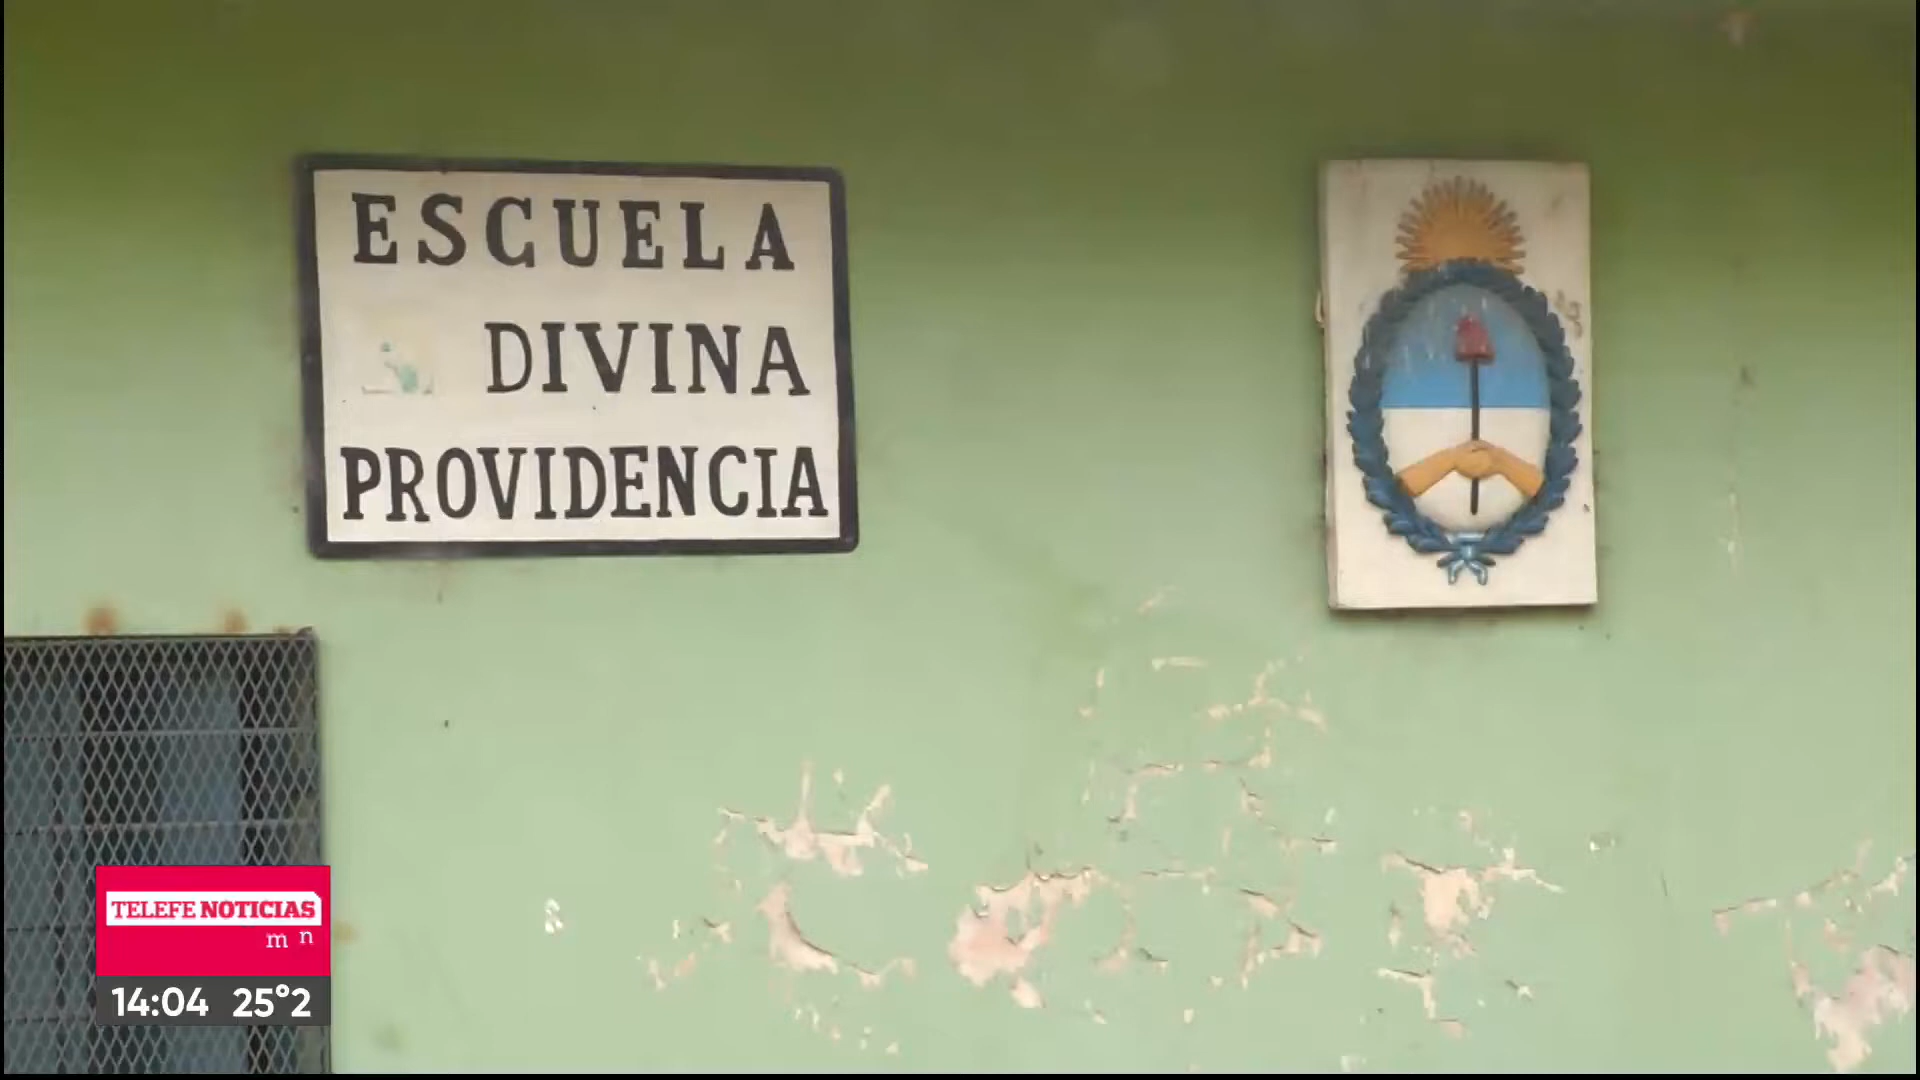 ESCUELA
DIVINA
PROVIDENCIA
TELEFE NOTICIAS
m n
14:04 25°2